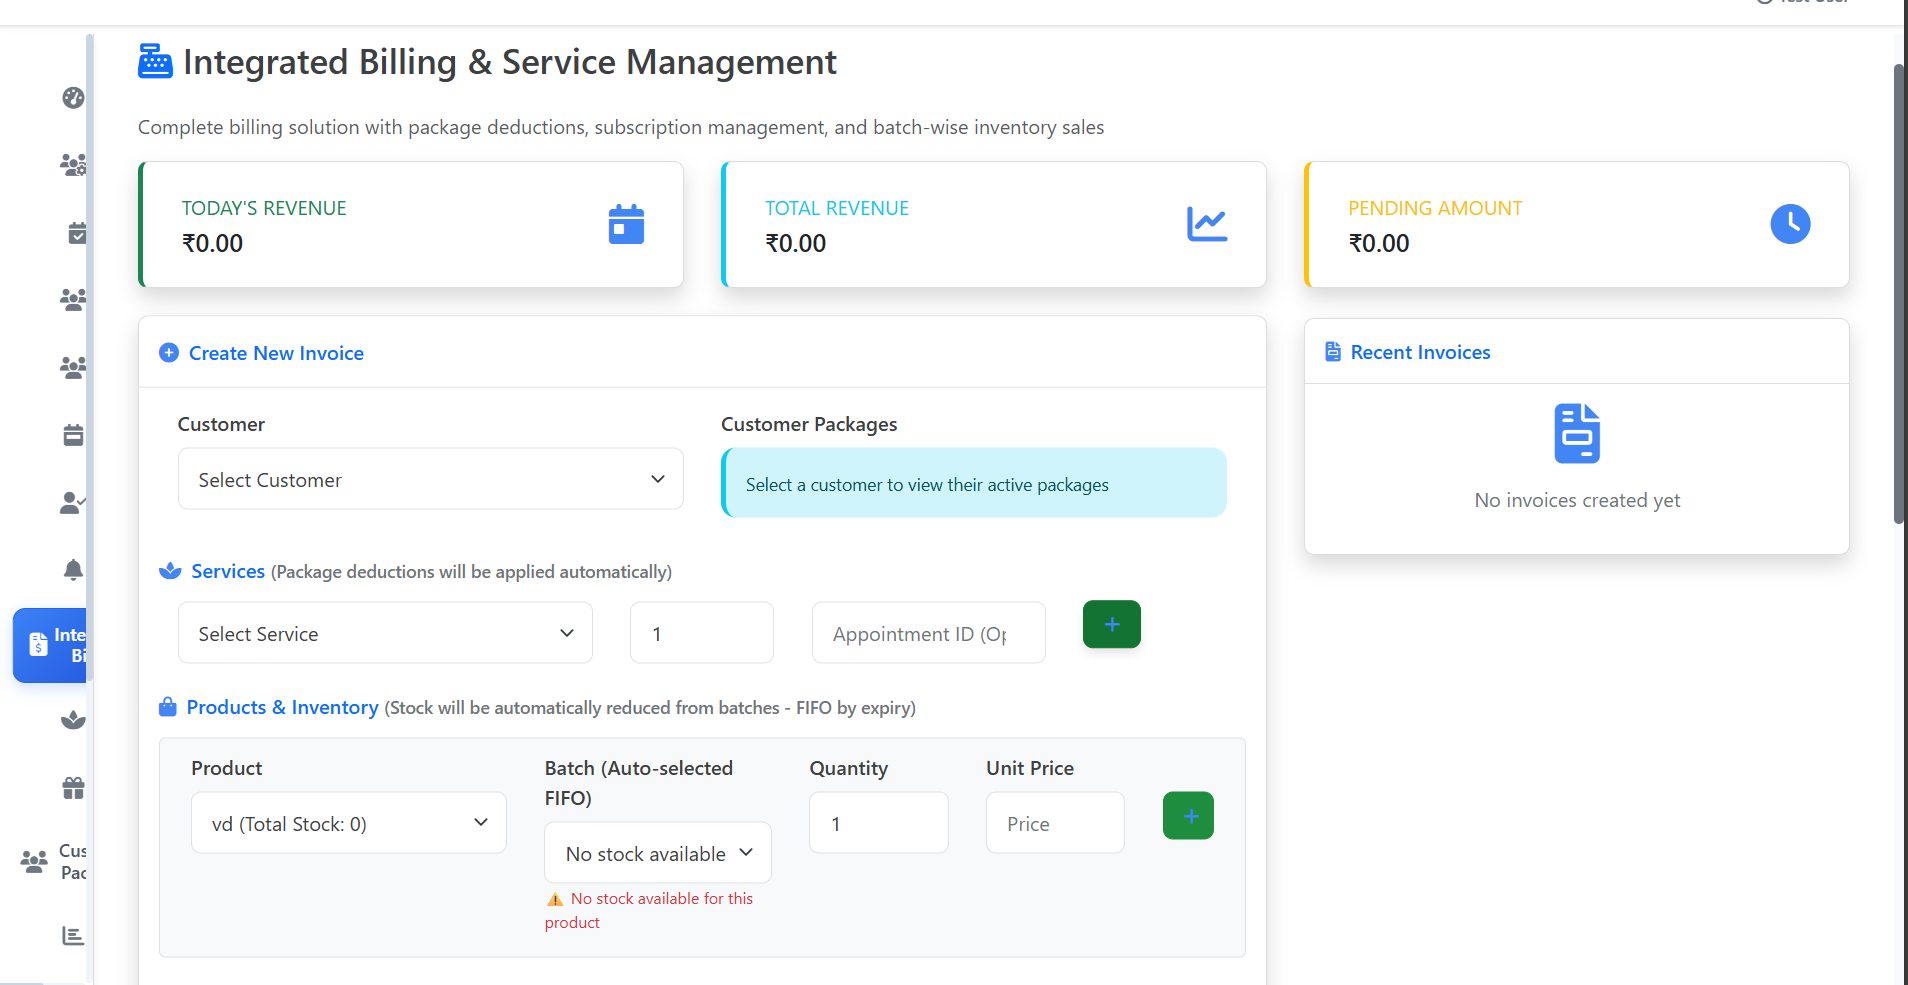 Integrated Billing & Service Management
Complete billing solution with package deductions, subscription management, and batch-wise inventory sales
TODAY'S REVENUE
₹0.00
TOTAL REVENUE
₹0.00
PENDING AMOUNT
₹0.00
Create New Invoice
Customer
Select Customer
Customer Packages
Select a customer to view their active packages
Services (Package deductions will be applied automatically)
Select Service
1
Appointment ID (Op
Products & Inventory (Stock will be automatically reduced from batches - FIFO by expiry)
Product
vd (Total Stock: 0)
Batch (Auto-selected
FIFO)
No stock available
No stock available for this
product
Quantity
1
Unit Price
Price
Recent Invoices
No invoices created yet
Inte
Bi
Cus
Pac